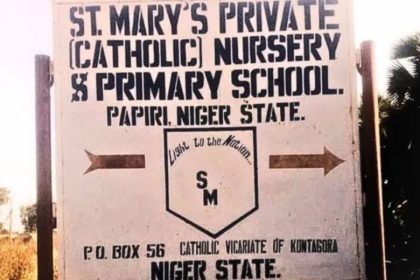 ST. MARY'S PRIVATE
(CATHOLIC) NURSERY
& PRIMARY SCHOOL.
PAPIRI, NIGER STATE.
Light to the Nation...
S
M
P.O. BOX 56 CATHOLIC VICARIATE OF KONTAGORA
NIGER STATE.